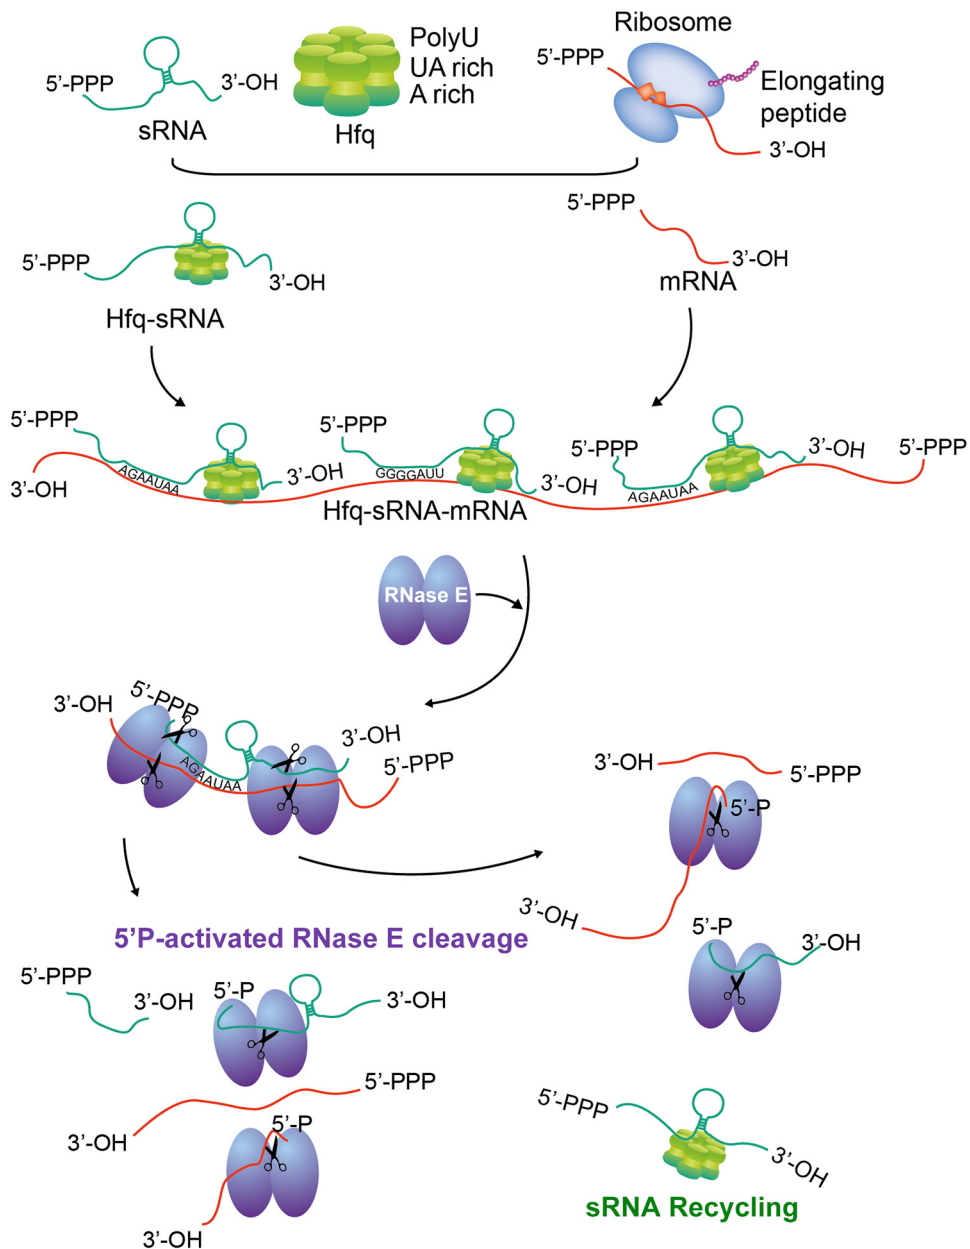 Ribosome
5'-PPP
3'-OH
sRNA
PolyU
UA rich
A rich
Hfq
5'-PPP
Elongating
peptide
3'-OH
5'-PPP
3'-OH
Hfq-sRNA
5'-PPP
3'-OH
mRNA
5'-PPP
AGAAUAA
3'-OH
3'-OH
5'-PPP
GGGGAUU
3'-OH
5'-PPP
AGAAUAA
3'-OH
5'-PPP
Hfq-sRNA-mRNA
RNase E
3'-OH
5'-PPP
AGAAUAA
3'-OH
5'-PPP
3'-OH
5'-PPP
5'-P
3'-OH
5'-P
3'-OH
5'P-activated RNase E cleavage
5'-PPP
3'-OH
5'-P
3'-OH
5'-PPP
3'-OH
5'-P
3'-OH
5'-PPP
3'-OH
sRNA Recycling